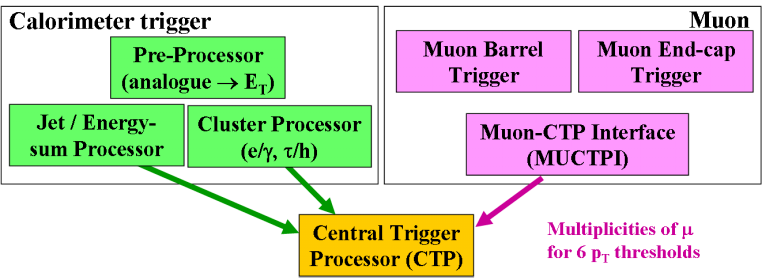 Calorimeter trigger
Pre-Processor
(analogue → E_T)
Jet / Energy-
sum Processor
Cluster Processor
(e/γ, τ/h)
Muon
Muon Barrel
Trigger
Muon End-cap
Trigger
Muon-CTP Interface
(MUCTPI)
Central Trigger
Processor (CTP)
Multiplicities of μ
for 6 p_T thresholds